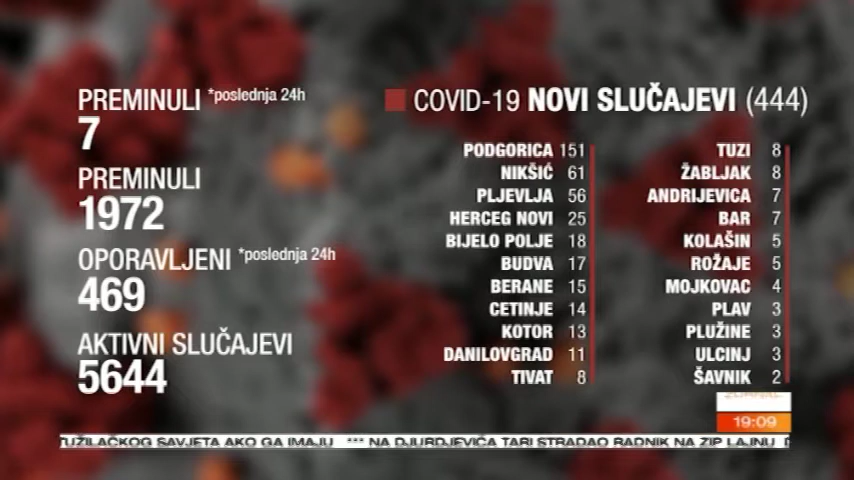 PREMINULI *poslednja 24h
7
PREMINULI
1972
OPORAVLJENI *poslednja 24h
469
AKTIVNI SLUČAJEVI
5644
COVID-19 NOVI SLUČAJEVI (444)
PODGORICA 151
NIKŠIĆ 61
PLJEVLJA 56
HERCEG NOVI 25
BIJELO POLJE 18
BUDVA 17
BERANE 15
CETINJE 14
KOTOR 13
DANILOVGRAD 11
TIVAT 8
TUZI 8
ŽABLJAK 8
ANDRIJEVICA 7
BAR 7
KOLAŠIN 5
ROŽAJE 5
MOJKOVAC 4
PLAV 3
PLUŽINE 3
ULCINJ 3
ŠAVNIK 2
19:09
TUŽILAČKOG SAVJETA AKO GA IMAJU *** NA DJURDJEVIĆA TARI STRADAO RADNIK NA ZIP LAJNU